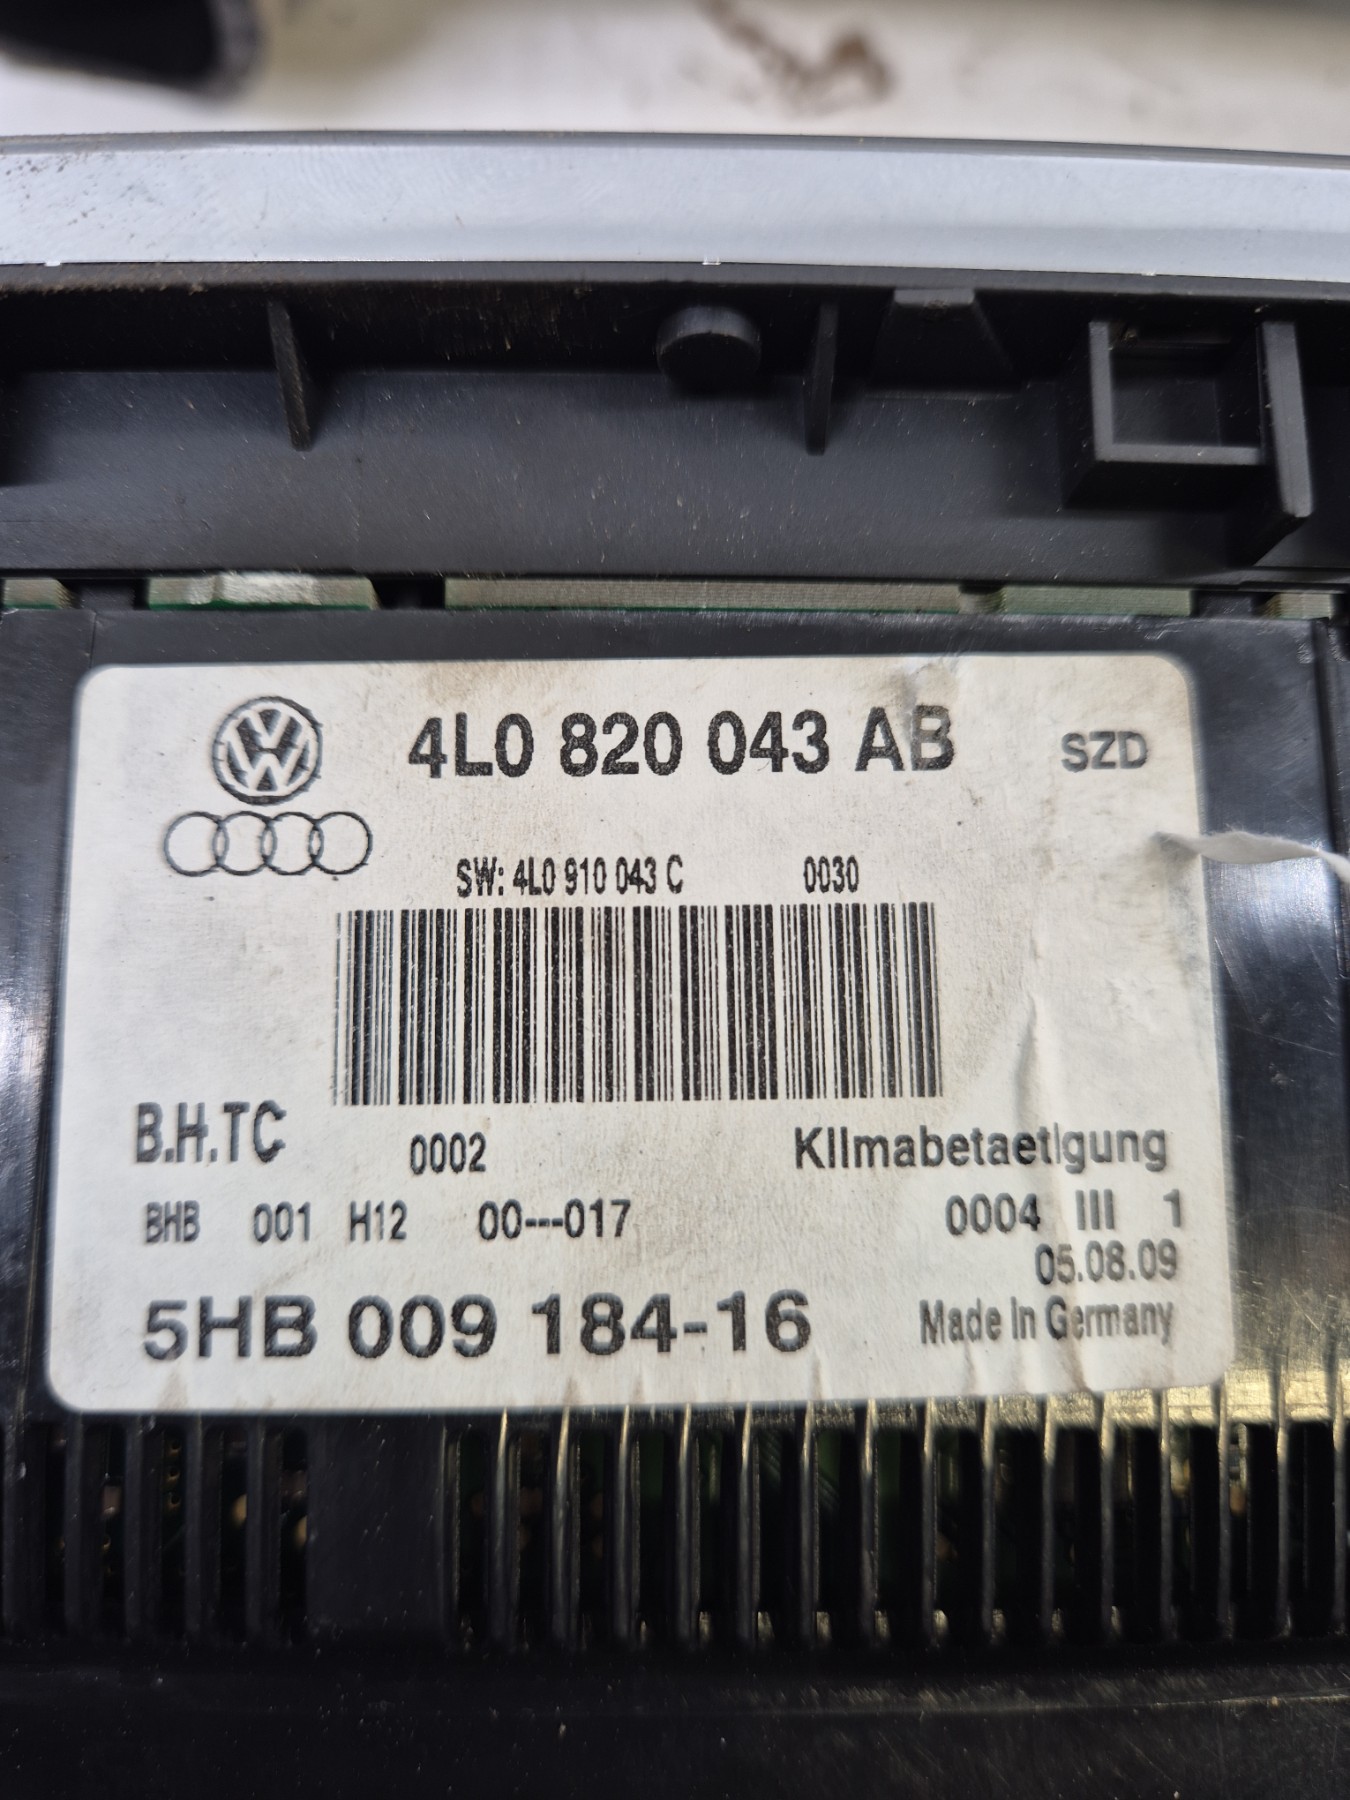 4L0 820 043 AB SZD
SW: 4L0 910 043 C 0030
B.H.TC 0002 Klimabetaetigung
BHB 001 H12 00---017 0004 III 1
05.08.09
5HB 009 184-16 Made in Germany